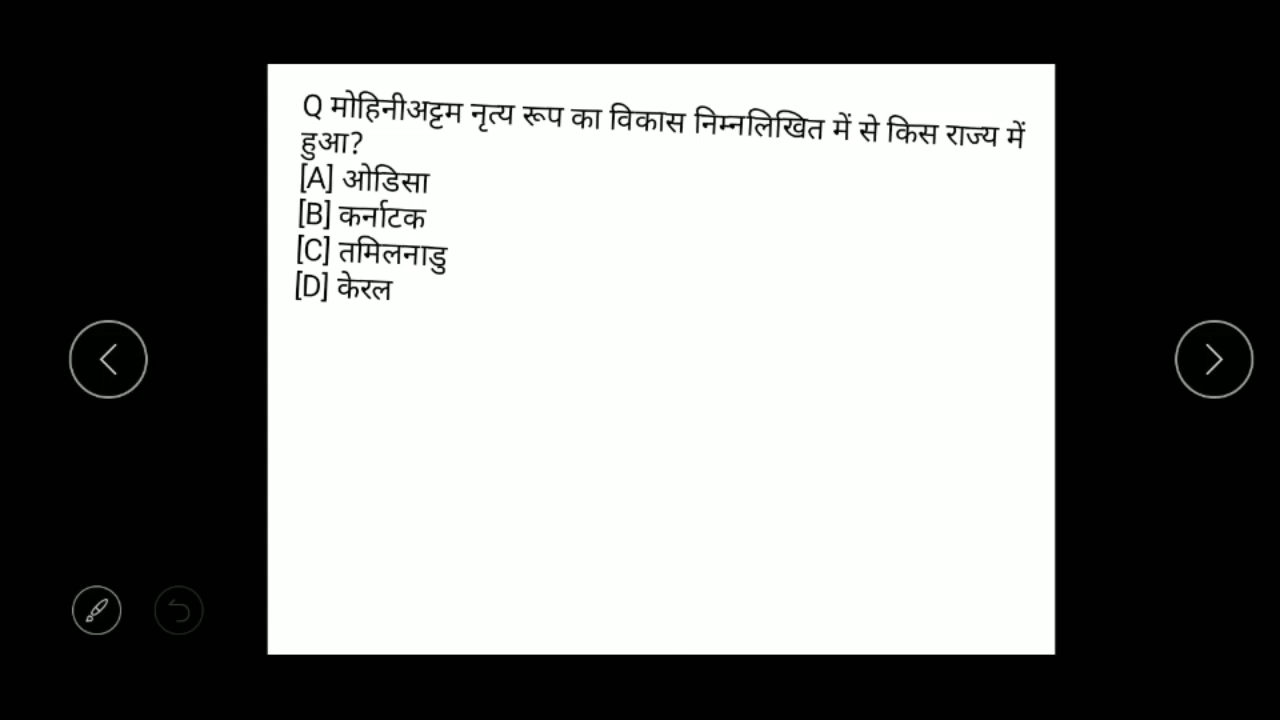 Q मोहिनीअट्टम नृत्य रूप का विकास निम्नलिखित में से किस राज्य में
हुआ?
[A] ओडिसा
[B] कर्नाटक
[C] तमिलनाडु
[D] केरल